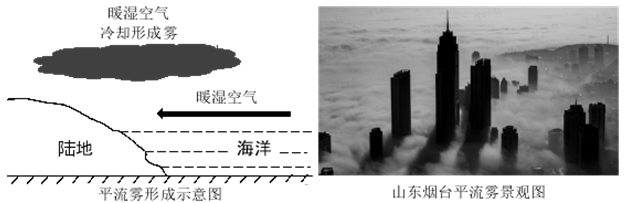 暖湿空气
冷却形成雾
暖湿空气
陆地
海洋
平流雾形成示意图
山东烟台平流雾景观图